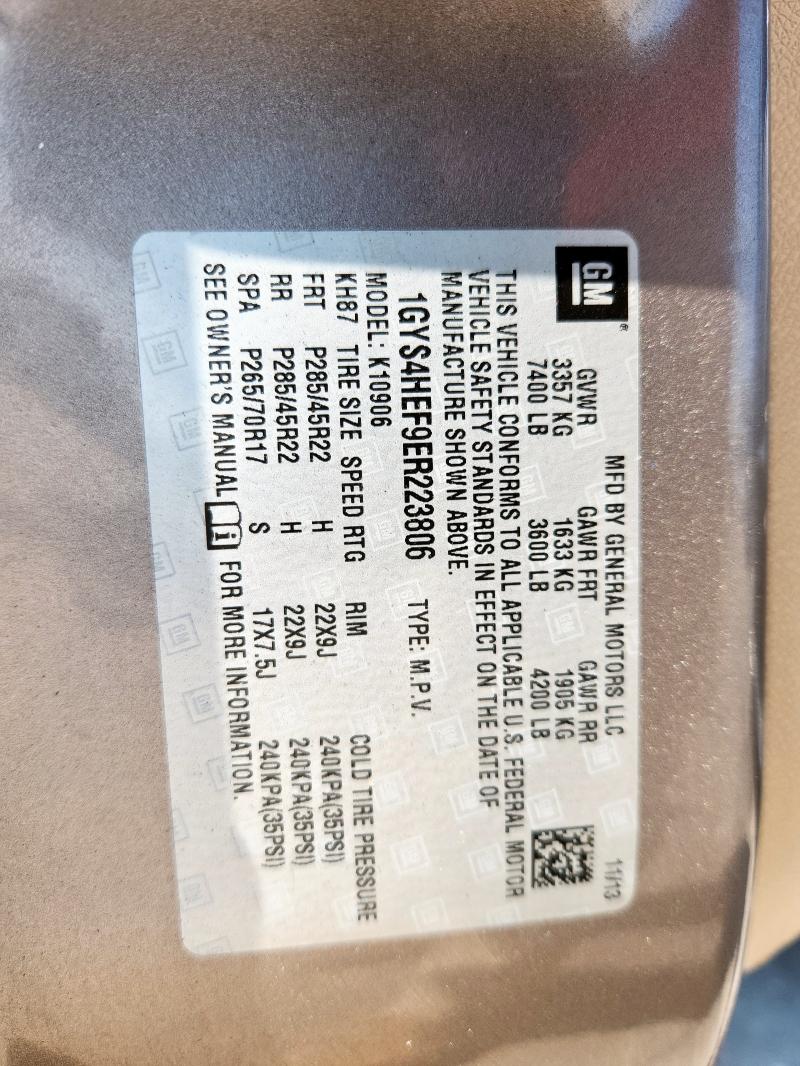 GM
MFD BY GENERAL MOTORS LLC 11/13
GVWR GAWR FRT GAWR RR
3357 KG 1633 KG 1905 KG
7400 LB 3600 LB 4200 LB
THIS VEHICLE CONFORMS TO ALL APPLICABLE U.S. FEDERAL MOTOR
VEHICLE SAFETY STANDARDS IN EFFECT ON THE DATE OF
MANUFACTURE SHOWN ABOVE.
1GYS4HEF9ER223806 TYPE: M.P.V.
MODEL: K10906
KH87 TIRE SIZE SPEED RTG RIM COLD TIRE PRESSURE
FRT P285/45R22 H 22X9J 240KPA(35PSI)
RR P285/45R22 H 22X9J 240KPA(35PSI)
SPA P265/70R17 S 17X7.5J 240KPA(35PSI)
SEE OWNER'S MANUAL i FOR MORE INFORMATION.